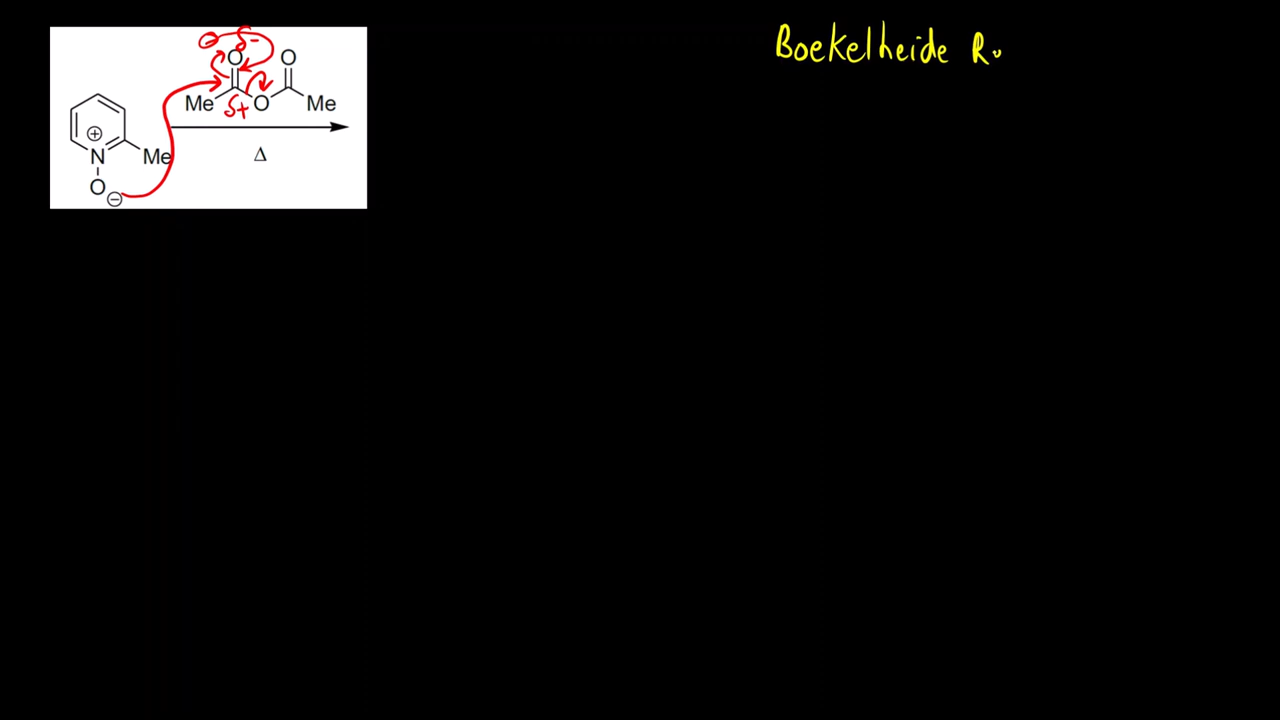 Boekelheide R
⊖ δ-
O O
Me δ+ O Me
⊕
N Me
Δ
O
⊖